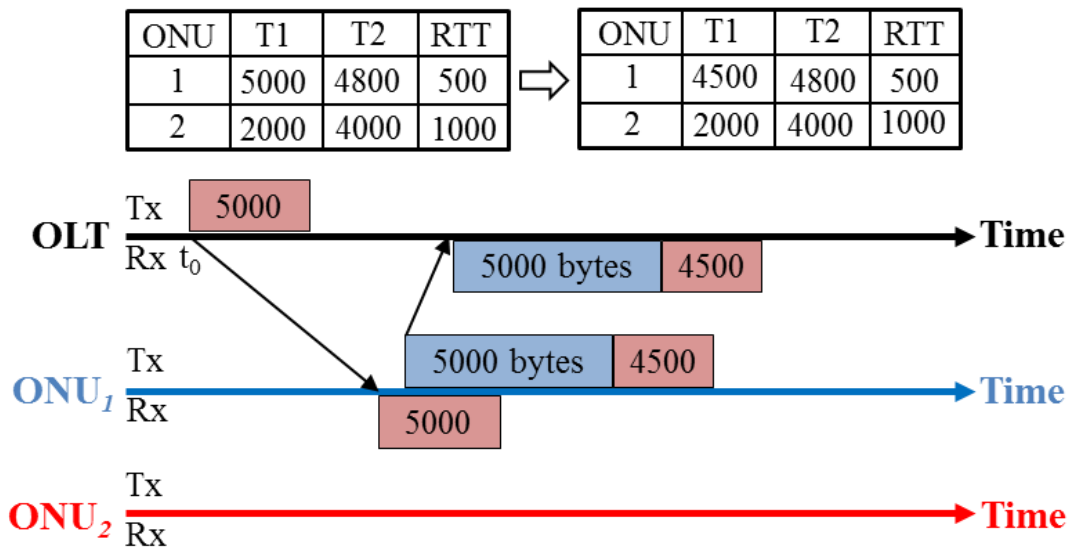 ONU T1 T2 RTT
1 5000 4800 500
2 2000 4000 1000
ONU T1 T2 RTT
1 4500 4800 500
2 2000 4000 1000
Tx 5000
OLT Time
Rx t0 5000 bytes 4500
Tx 5000 bytes 4500
ONU1 Time
Rx 5000
Tx
ONU2 Time
Rx